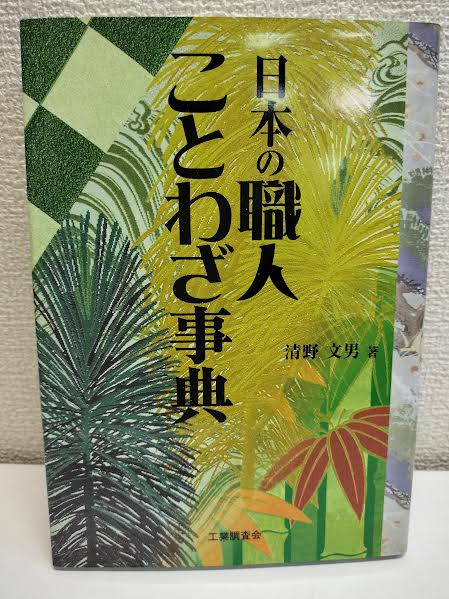 日本の職人
ことわざ事典
清野 文男 著
工業調査会